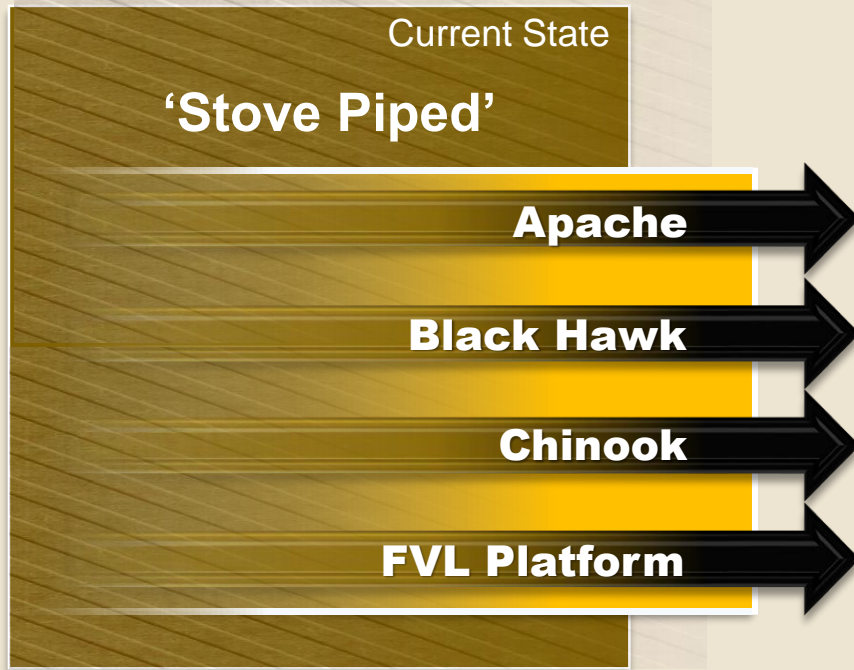 Current State
‘Stove Piped’
Apache
Black Hawk
Chinook
FVL Platform